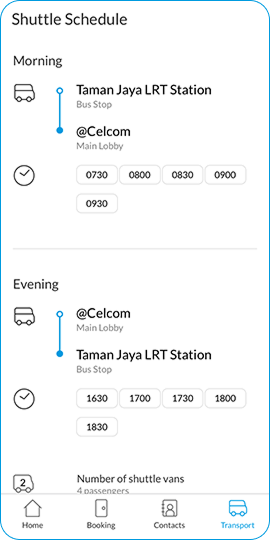 Shuttle Schedule
Morning
Taman Jaya LRT Station
Bus Stop
@Celcom
Main Lobby
0730 0800 0830 0900
0930
Evening
@Celcom
Main Lobby
Taman Jaya LRT Station
Bus Stop
1630 1700 1730 1800
1830
2 Number of shuttle vans
4 passengers
Home Booking Contacts Transport